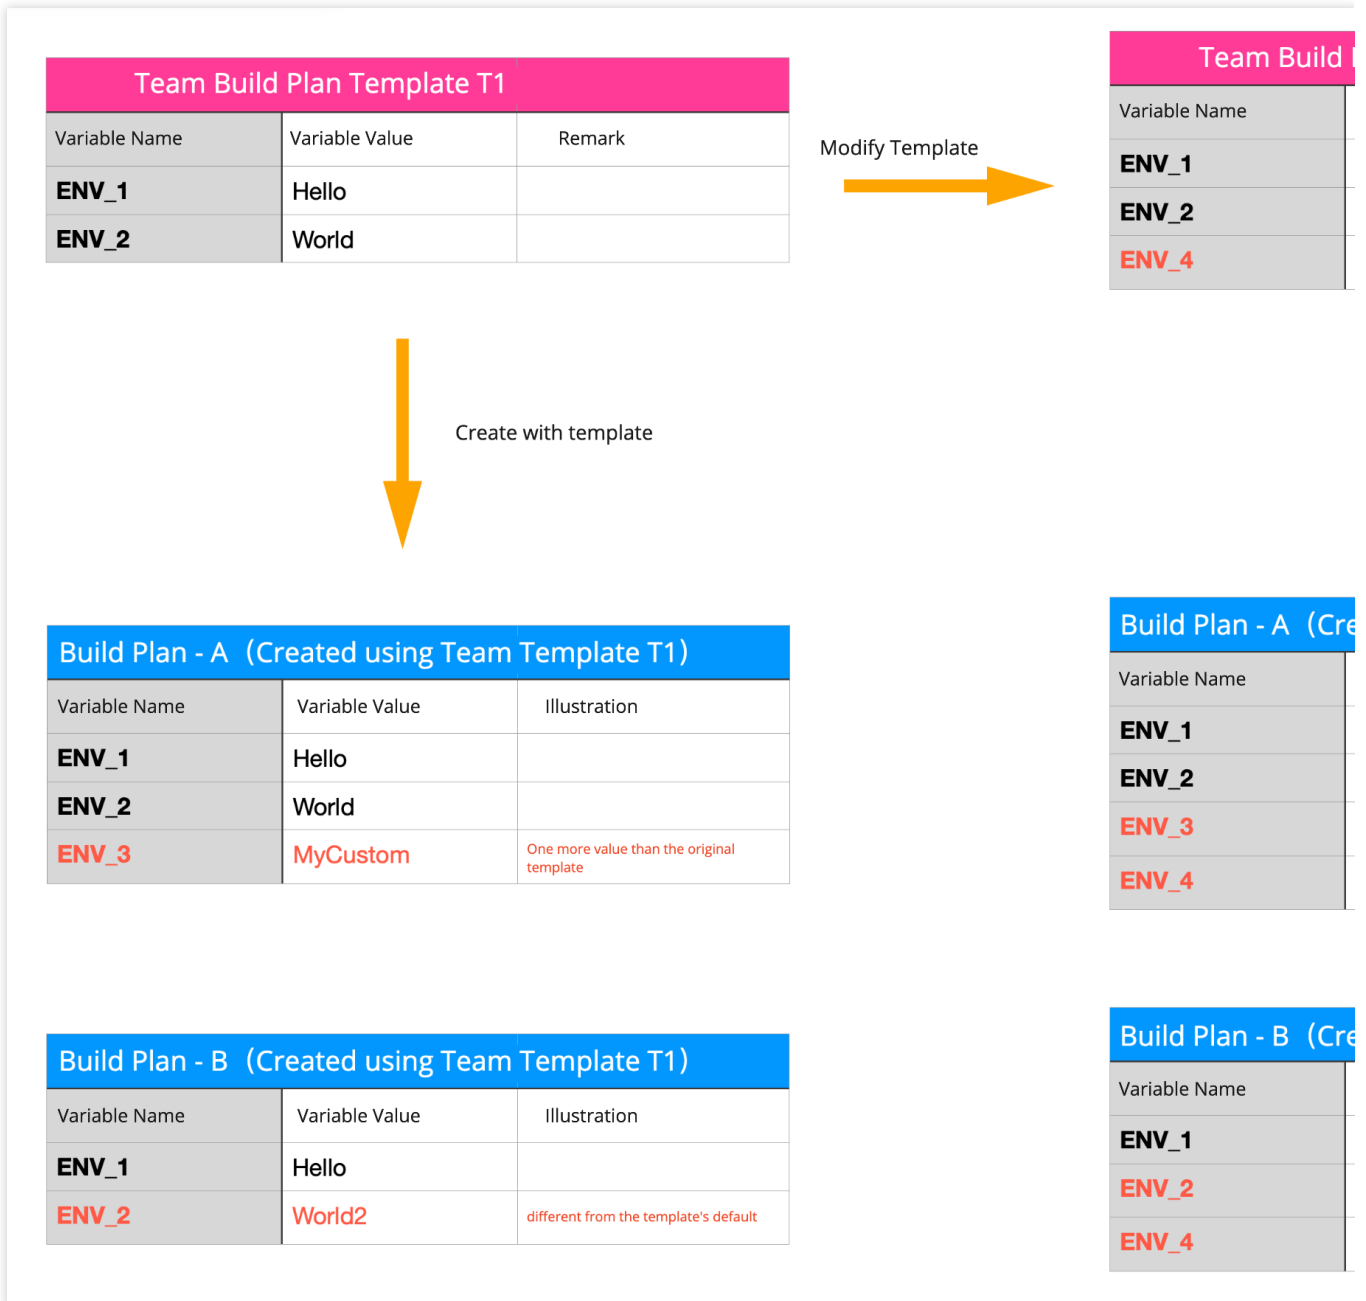 Team Build Plan Template T1
Variable Name Variable Value Remark
ENV_1 Hello
ENV_2 World
Modify Template
Team Build
Variable Name
ENV_1
ENV_2
ENV_4
Create with template
Build Plan - A（Created using Team Template T1）
Variable Name Variable Value Illustration
ENV_1 Hello
ENV_2 World
ENV_3 MyCustom One more value than the original
template
Build Plan - A（Cre
Variable Name
ENV_1
ENV_2
ENV_3
ENV_4
Build Plan - B（Created using Team Template T1）
Variable Name Variable Value Illustration
ENV_1 Hello
ENV_2 World2 different from the template's default
Build Plan - B（Cre
Variable Name
ENV_1
ENV_2
ENV_4